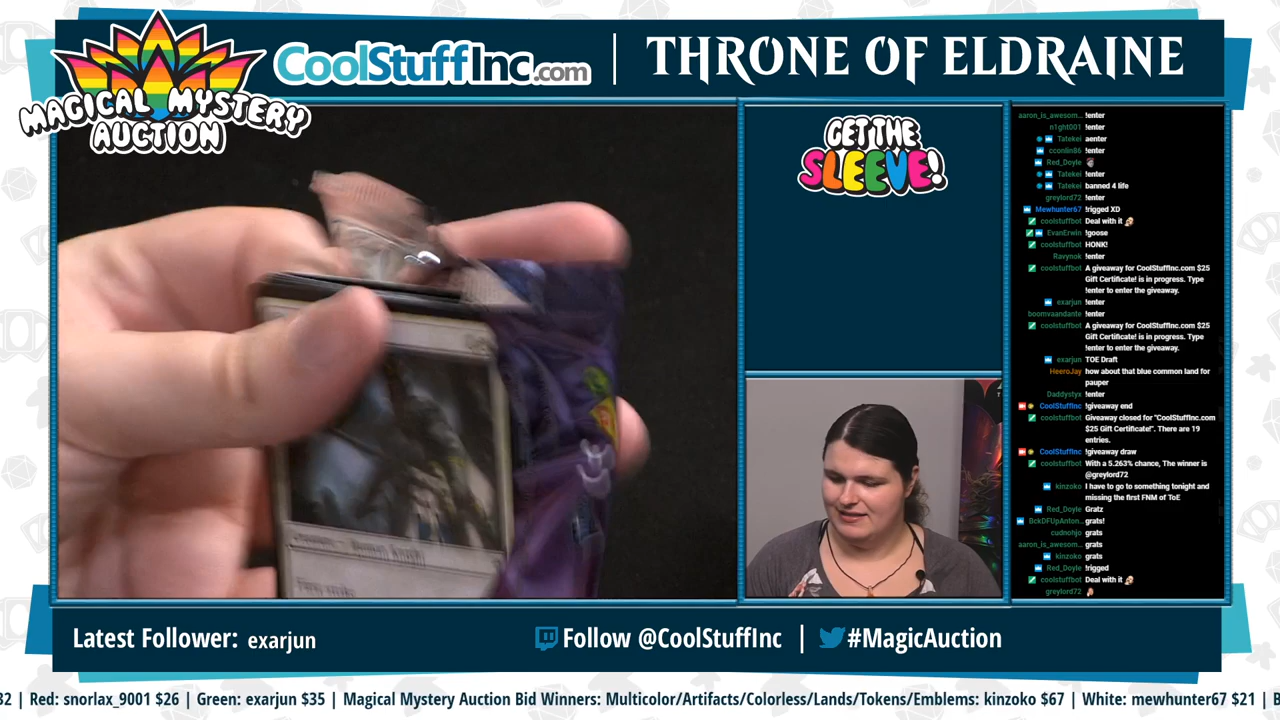 MAGICAL MYSTERY
AUCTION
CoolStuffInc.com
THRONE OF ELDRAINE
GET THE
SLEEVE!
aaron_is_awesom... !enter
n1ght001 !enter
Tatekei aenter
cconlin86 !enter
Red_Doyle
Tatekei !enter
Tatekei banned 4 life
greylord72 !enter
Mewhunter67 !rigged XD
coolstuffbot Deal with it
EvanErwin !goose
coolstuffbot HONK!
Ravynok !enter
coolstuffbot A giveaway for CoolStuffInc.com $25
Gift Certificate! is in progress. Type
!enter to enter the giveaway.
exarjun !enter
boomvaandante !enter
coolstuffbot A giveaway for CoolStuffInc.com $25
Gift Certificate! is in progress. Type
!enter to enter the giveaway.
exarjun TOE Draft
HeeroJay how about that blue common land for
pauper
Daddystyx !enter
CoolStuffInc !giveaway end
coolstuffbot Giveaway closed for "CoolStuffInc.com
$25 Gift Certificate!". There are 19
entries.
CoolStuffInc !giveaway draw
coolstuffbot With a 5.263% chance, The winner is
@greylord72
kinzoko I have to go to something tonight and
missing the first FNM of ToE
Red_Doyle Gratz
BckDFUpAnton... grats!
cudnohjo grats
aaron_is_awesom... grats
kinzoko grats
Red_Doyle !rigged
coolstuffbot Deal with it
greylord72
Latest Follower: exarjun
Follow @CoolStuffInc | #MagicAuction
32 | Red: snorlax_9001 $26 | Green: exarjun $35 | Magical Mystery Auction Bid Winners: Multicolor/Artifacts/Colorless/Lands/Tokens/Emblems: kinzoko $67 | White: mewhunter67 $21 | B